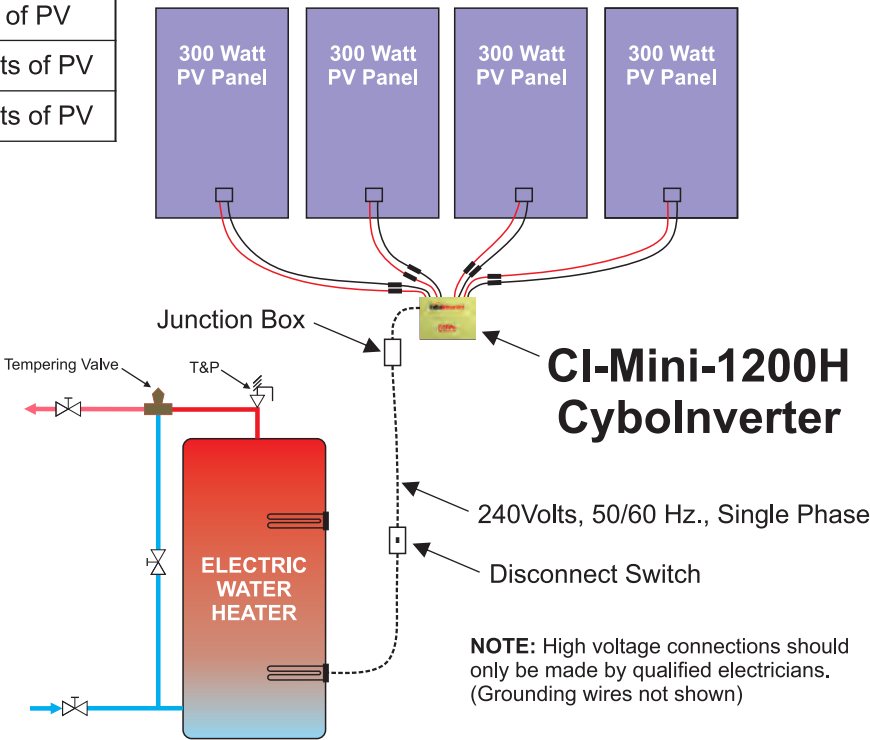 of PV
ts of PV
ts of PV
300 Watt
PV Panel
300 Watt
PV Panel
300 Watt
PV Panel
300 Watt
PV Panel
Junction Box
CI-Mini-1200H
CyboInverter
Tempering Valve
T&P
240Volts, 50/60 Hz., Single Phase
ELECTRIC
WATER
HEATER
Disconnect Switch
NOTE: High voltage connections should
only be made by qualified electricians.
(Grounding wires not shown)